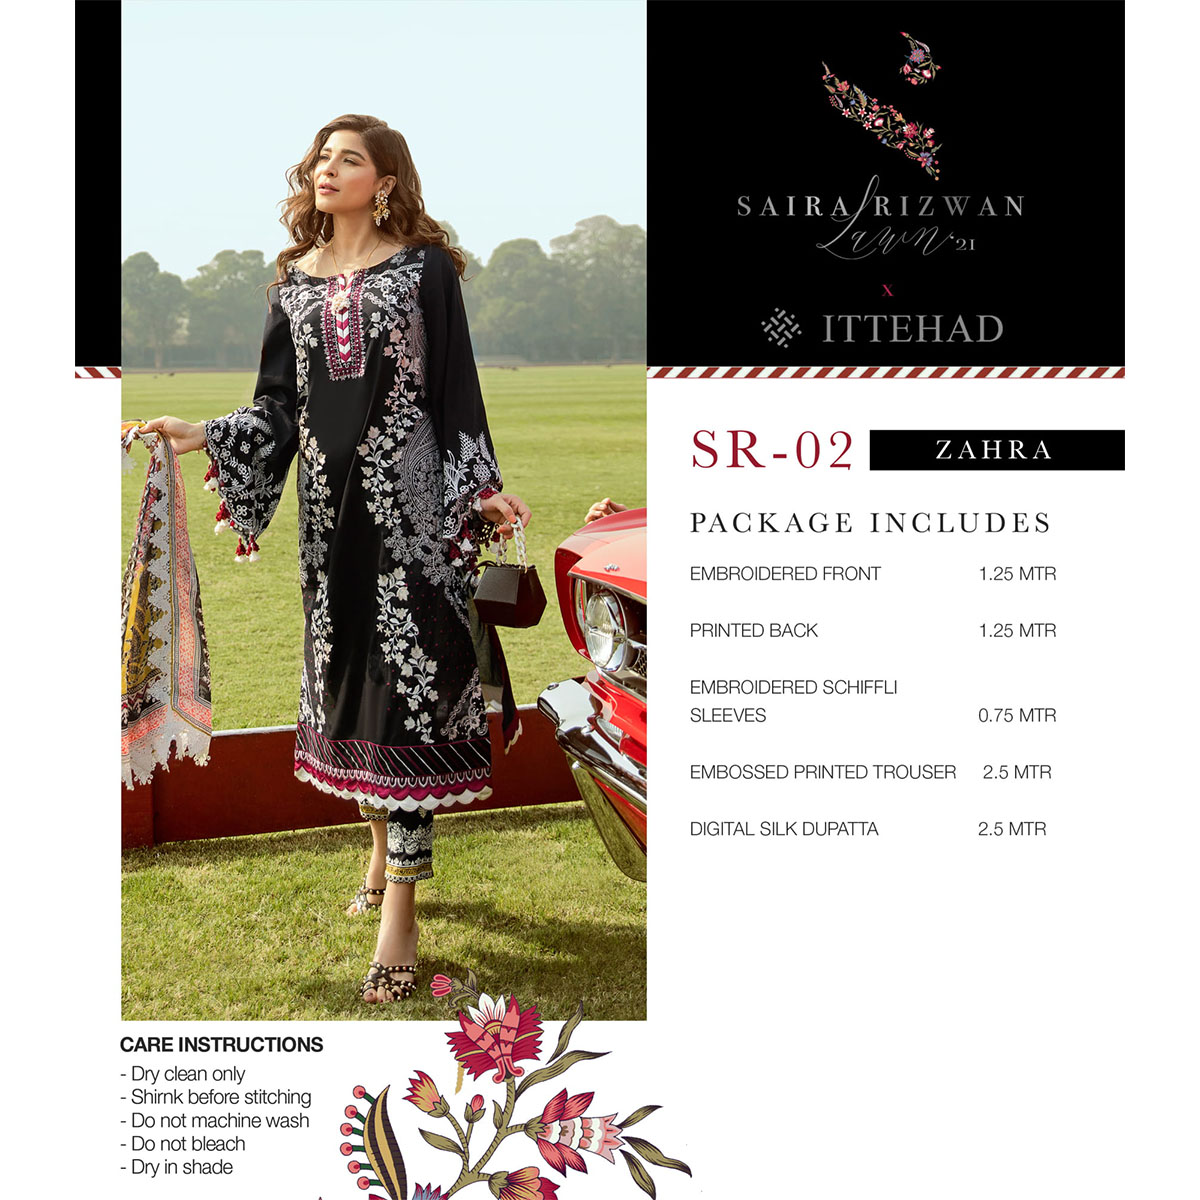 SAIRA RIZWAN
Lawn '21
X
ITTEHAD
SR-02 ZAHRA
PACKAGE INCLUDES
EMBROIDERED FRONT 1.25 MTR
PRINTED BACK 1.25 MTR
EMBROIDERED SCHIFFLI
SLEEVES 0.75 MTR
EMBOSSED PRINTED TROUSER 2.5 MTR
DIGITAL SILK DUPATTA 2.5 MTR
CARE INSTRUCTIONS
- Dry clean only
- Shirnk before stitching
- Do not machine wash
- Do not bleach
- Dry in shade